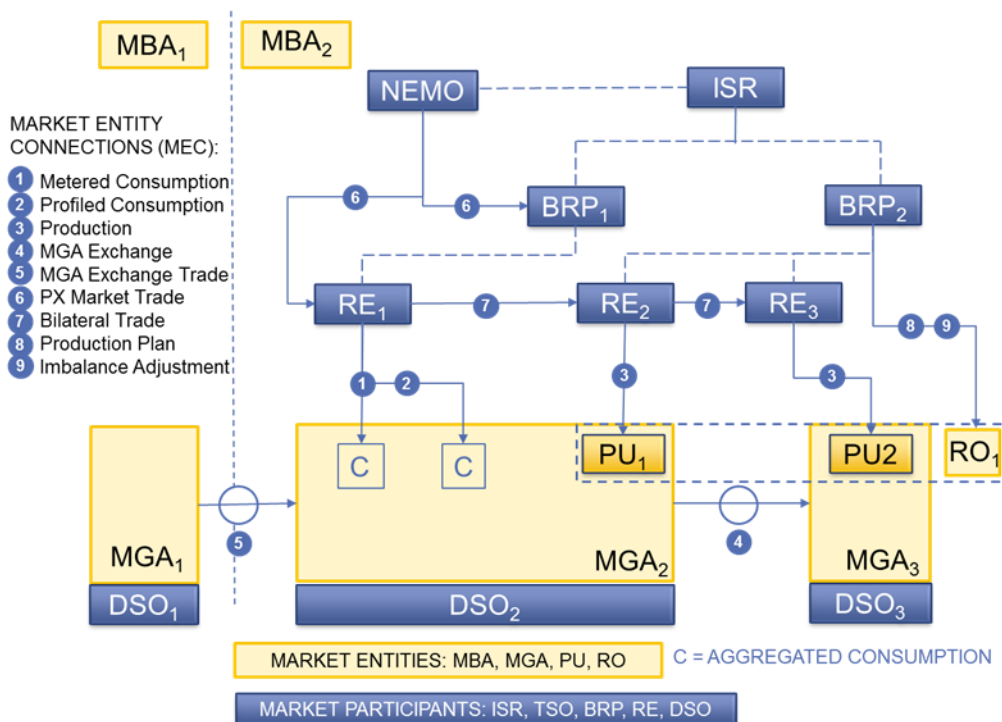 MBA₁
MBA₂
NEMO
ISR
MARKET ENTITY
CONNECTIONS (MEC):
1 Metered Consumption
2 Profiled Consumption
3 Production
4 MGA Exchange
5 MGA Exchange Trade
6 PX Market Trade
7 Bilateral Trade
8 Production Plan
9 Imbalance Adjustment
6
6
BRP₁
BRP₂
RE₁
7
RE₂
7
RE₃
8
9
1
2
3
3
C
C
PU₁
PU2
RO₁
5
4
MGA₁
MGA₂
MGA₃
DSO₁
DSO₂
DSO₃
MARKET ENTITIES: MBA, MGA, PU, RO
C = AGGREGATED CONSUMPTION
MARKET PARTICIPANTS: ISR, TSO, BRP, RE, DSO